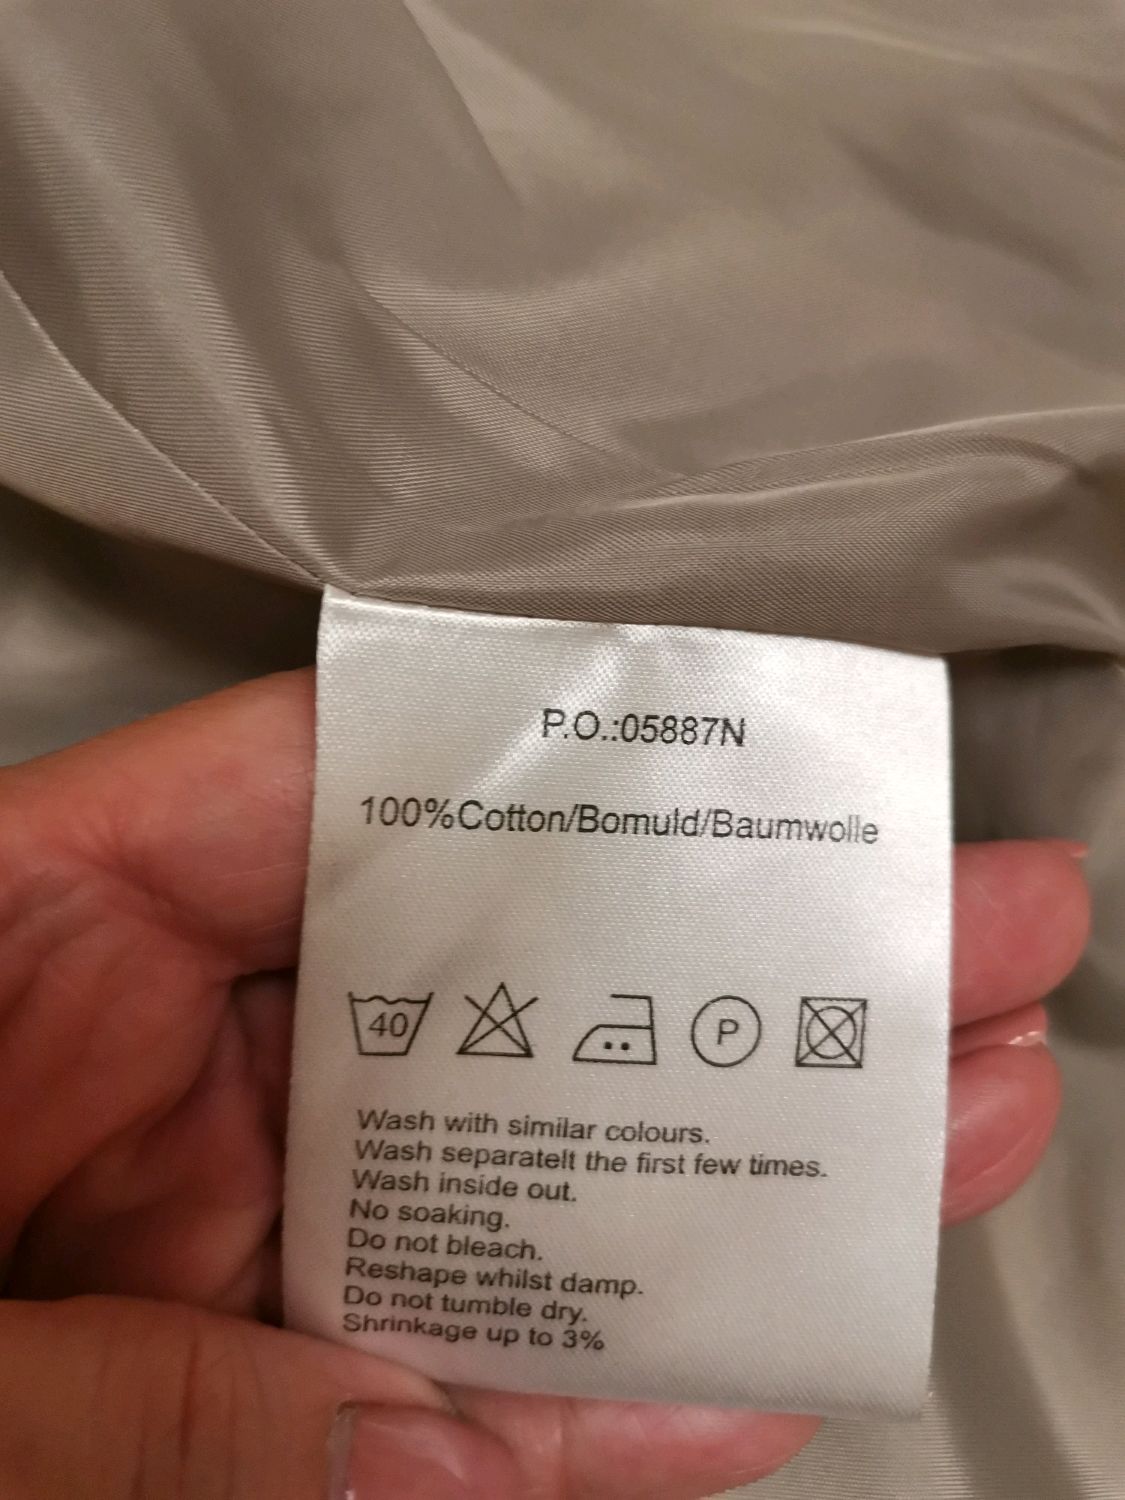 P.O.:05887N
100%Cotton/Bomuld/Baumwolle
40 P
Wash with similar colours.
Wash separatelt the first few times.
Wash inside out.
No soaking.
Do not bleach.
Reshape whilst damp.
Do not tumble dry.
Shrinkage up to 3%